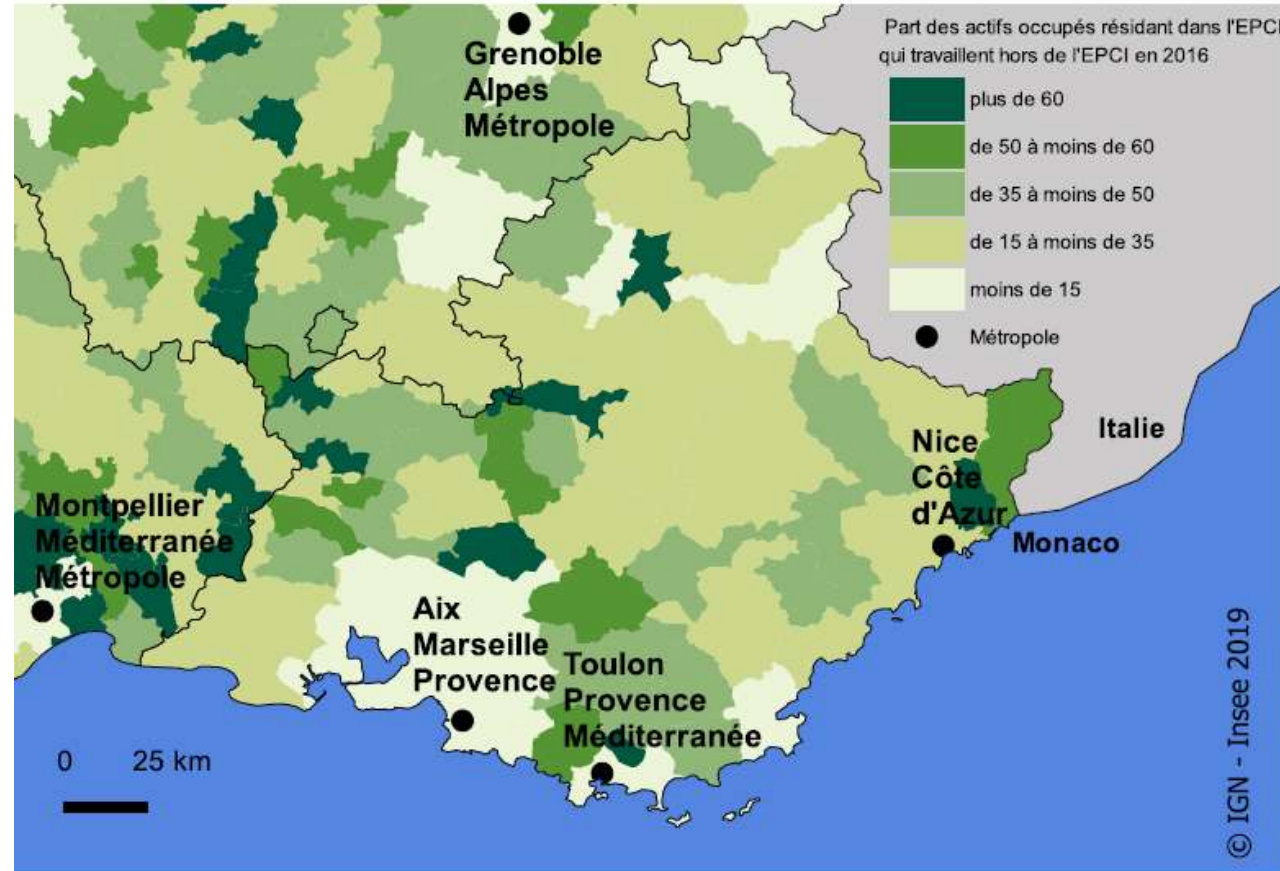 Part des actifs occupés résidant dans l'EPCI
qui travaillent hors de l'EPCI en 2016
plus de 60
de 50 à moins de 60
de 35 à moins de 50
de 15 à moins de 35
moins de 15
Métropole
Grenoble
Alpes
Métropole
Italie
Nice
Côte
d'Azur
Monaco
Montpellier
Méditerranée
Métropole
Aix
Marseille
Provence
Toulon
Provence
Méditerranée
0 25 km
© IGN - Insee 2019